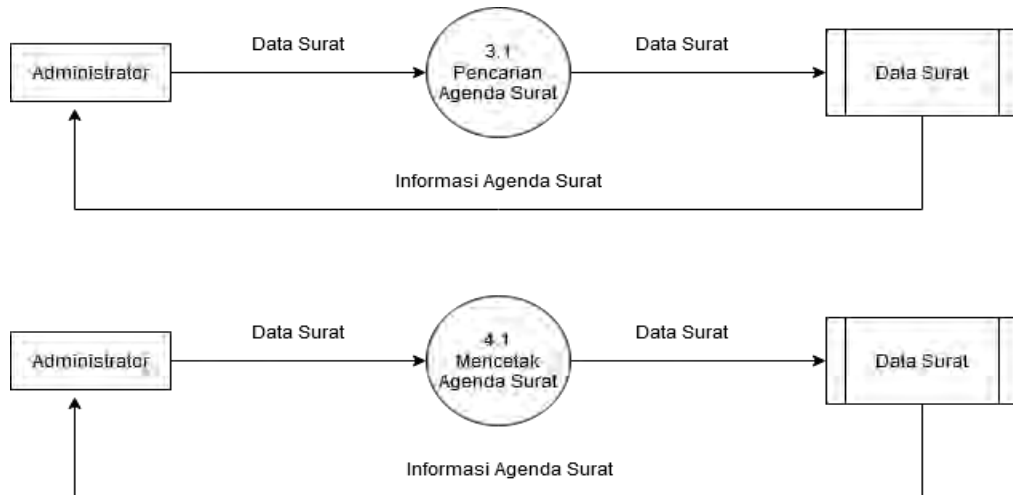 Data Surat
Data Surat
Administrator
3.1
Pencarian
Agenda Surat
Data Surat
Informasi Agenda Surat
Data Surat
Data Surat
Administrator
4.1
Mencetak
Agenda Surat
Data Surat
Informasi Agenda Surat